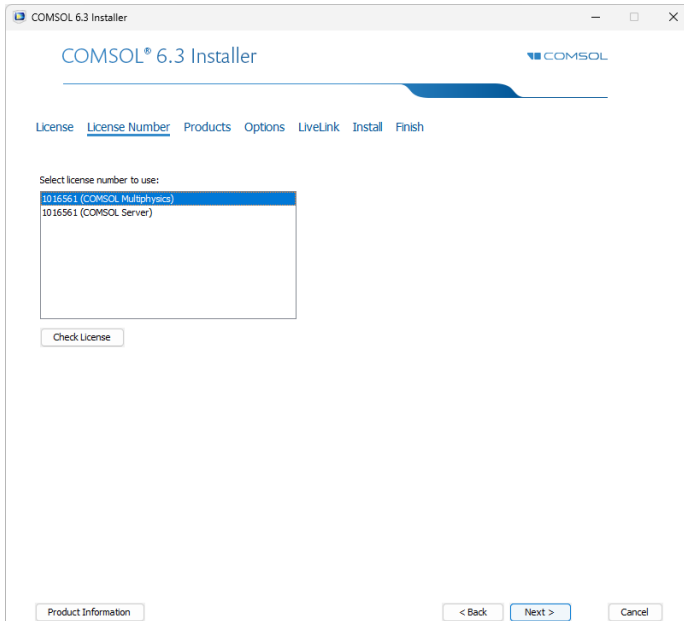 COMSOL 6.3 Installer
COMSOL® 6.3 Installer
COMSOL
License License Number Products Options LiveLink Install Finish
Select license number to use:
1016561 (COMSOL Multiphysics)
1016561 (COMSOL Server)
Check License
Product Information < Back Next > Cancel